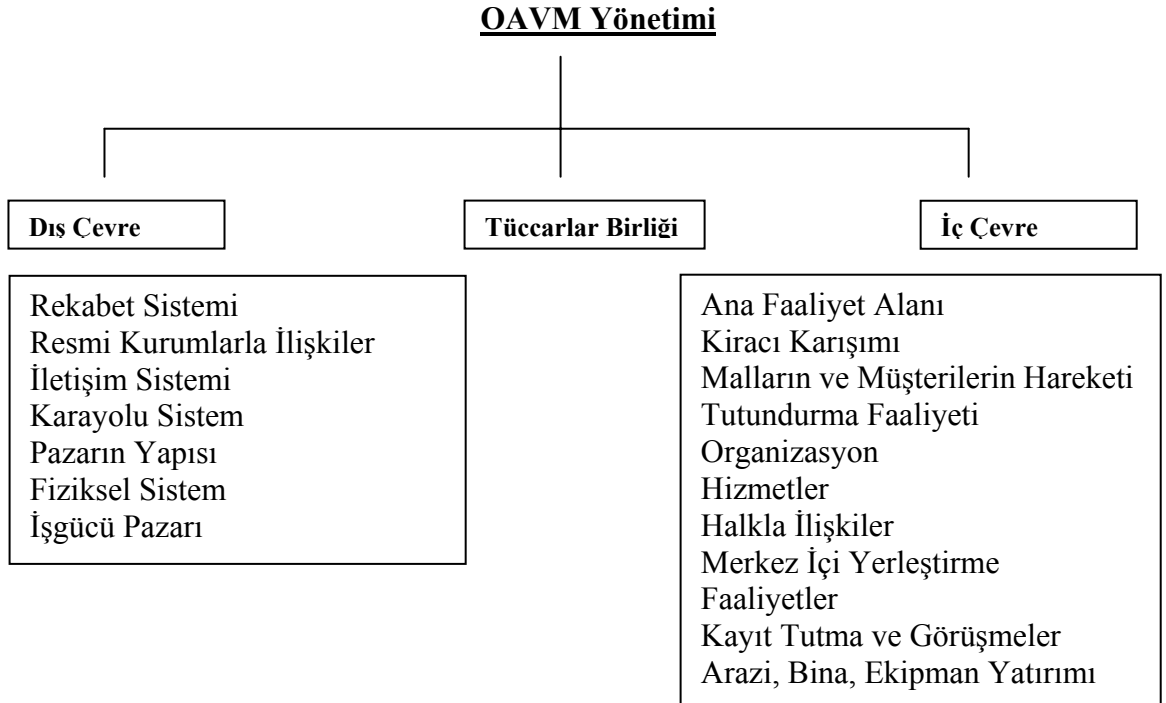 OAVM Yönetimi
Dış Çevre
Tüccarlar Birliği
İç Çevre
Rekabet Sistemi
Resmi Kurumlarla İlişkiler
İletişim Sistemi
Karayolu Sistem
Pazarın Yapısı
Fiziksel Sistem
İşgücü Pazarı
Ana Faaliyet Alanı
Kiracı Karışımı
Malların ve Müşterilerin Hareketi
Tutundurma Faaliyeti
Organizasyon
Hizmetler
Halkla İlişkiler
Merkez İçi Yerleştirme
Faaliyetler
Kayıt Tutma ve Görüşmeler
Arazi, Bina, Ekipman Yatırımı